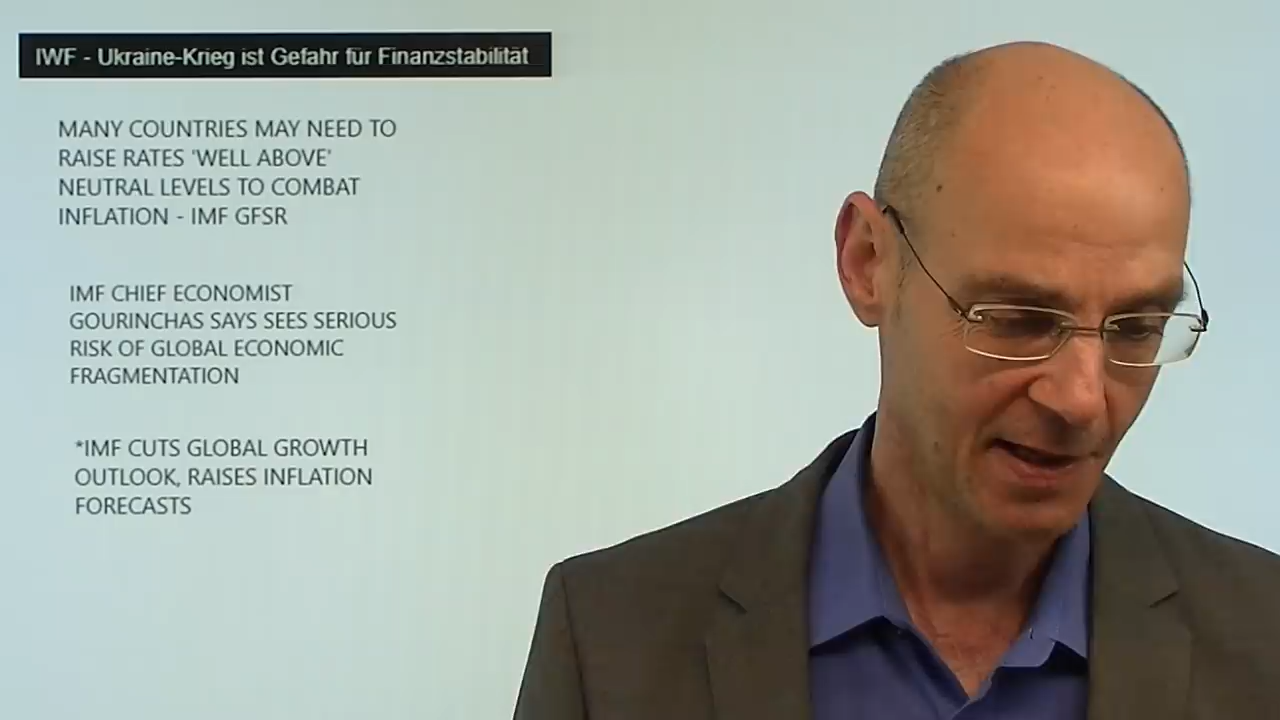 IWF - Ukraine-Krieg ist Gefahr für Finanzstabilität
MANY COUNTRIES MAY NEED TO
RAISE RATES 'WELL ABOVE'
NEUTRAL LEVELS TO COMBAT
INFLATION - IMF GFSR
IMF CHIEF ECONOMIST
GOURINCHAS SAYS SEES SERIOUS
RISK OF GLOBAL ECONOMIC
FRAGMENTATION
*IMF CUTS GLOBAL GROWTH
OUTLOOK, RAISES INFLATION
FORECASTS